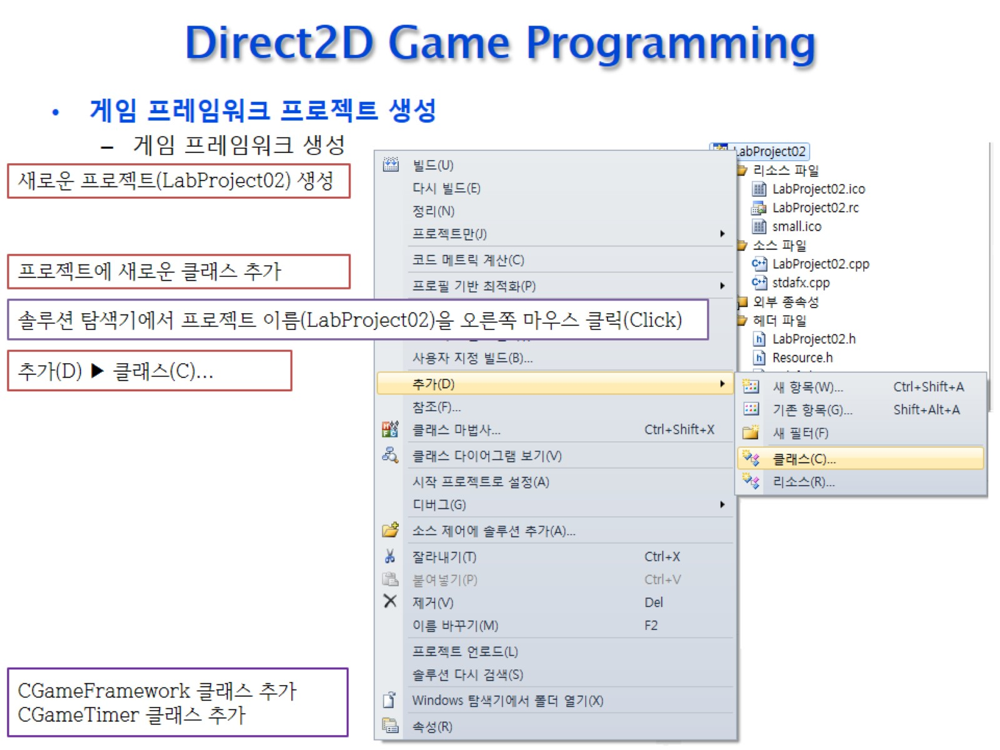 Direct2D Game Programming
• 게임 프레임워크 프로젝트 생성
– 게임 프레임워크 생성
새로운 프로젝트(LabProject02) 생성
프로젝트에 새로운 클래스 추가
솔루션 탐색기에서 프로젝트 이름(LabProject02)을 오른쪽 마우스 클릭(Click)
추가(D) ▶ 클래스(C)...
CGameFramework 클래스 추가
CGameTimer 클래스 추가
빌드(U)
다시 빌드(E)
정리(N)
프로젝트만(J)
코드 메트릭 계산(C)
프로필 기반 최적화(P)
사용자 지정 빌드(B)...
추가(D)
참조(F)...
클래스 마법사... Ctrl+Shift+X
클래스 다이어그램 보기(V)
시작 프로젝트로 설정(A)
디버그(G)
소스 제어에 솔루션 추가(A)...
잘라내기(T) Ctrl+X
붙여넣기(P) Ctrl+V
제거(V) Del
이름 바꾸기(M) F2
프로젝트 언로드(L)
솔루션 다시 검색(S)
Windows 탐색기에서 폴더 열기(X)
속성(R)
LabProject02
리소스 파일
LabProject02.ico
LabProject02.rc
small.ico
소스 파일
LabProject02.cpp
stdafx.cpp
외부 종속성
헤더 파일
LabProject02.h
Resource.h
새 항목(W)... Ctrl+Shift+A
기존 항목(G)... Shift+Alt+A
새 필터(F)
클래스(C)...
리소스(R)...